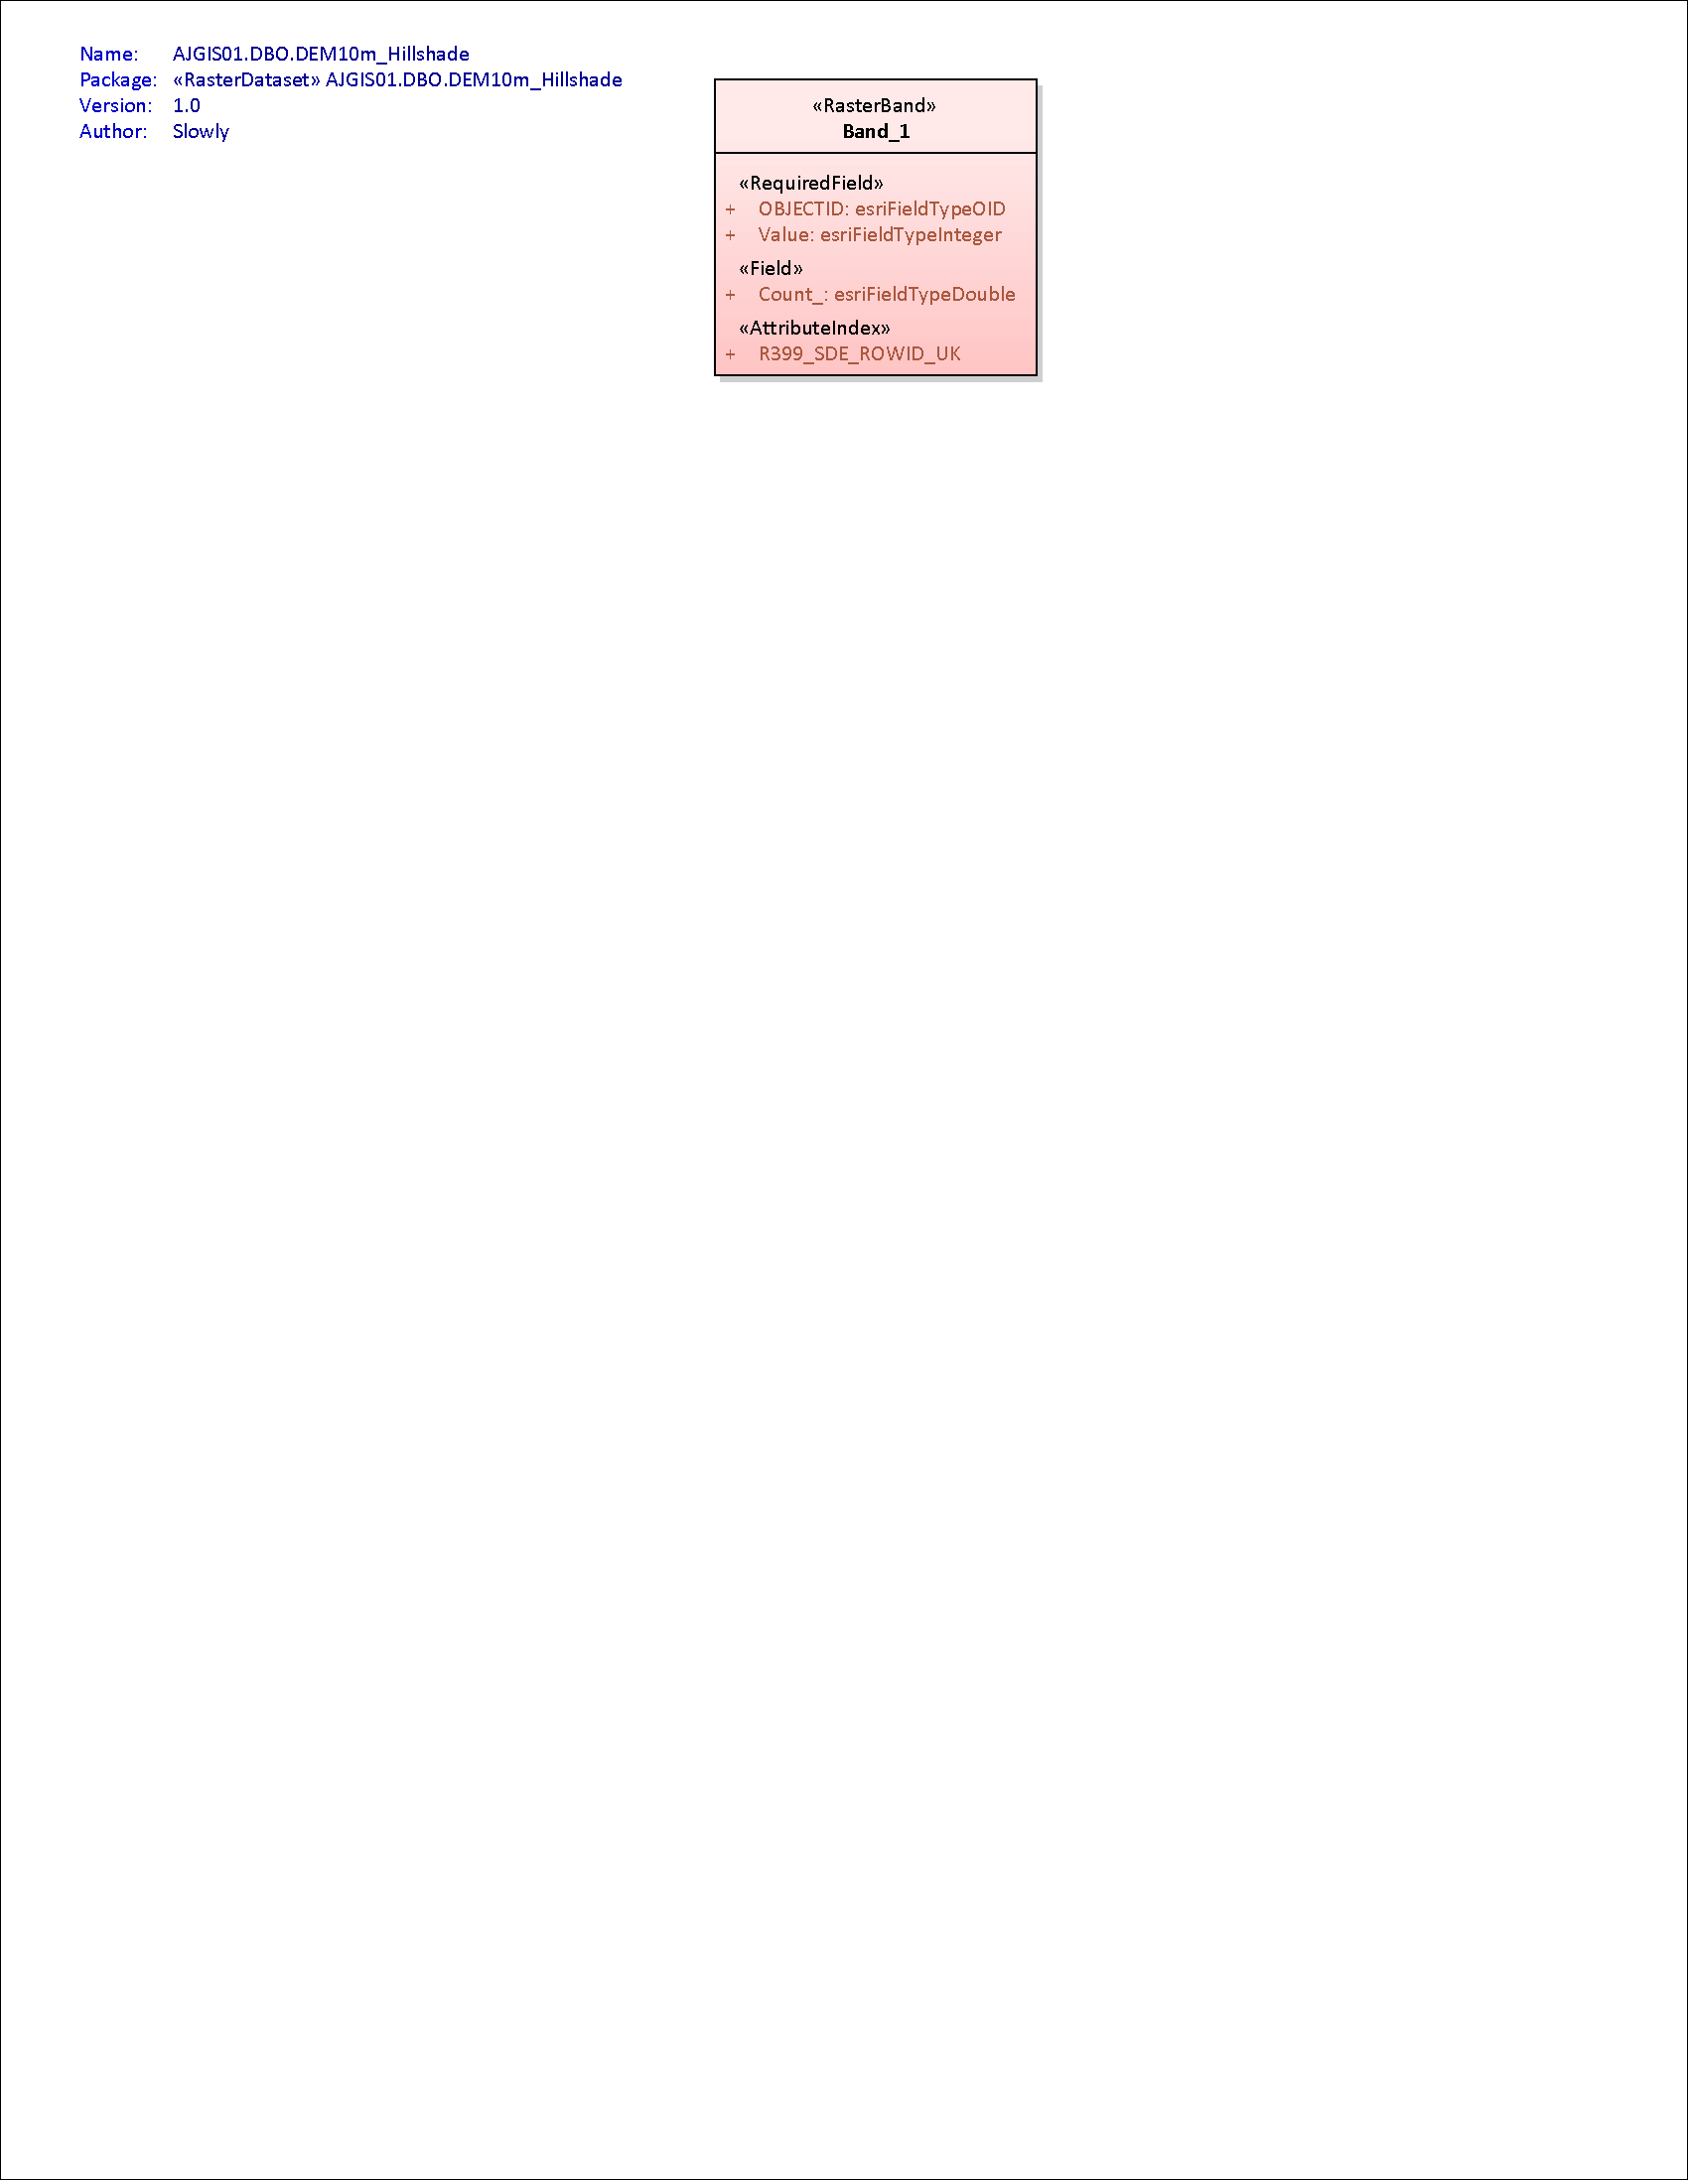 Name: AJGIS01.DBO.DEM10m_Hillshade
Package: «RasterDataset» AJGIS01.DBO.DEM10m_Hillshade
Version: 1.0
Author: Slowly
«RasterBand»
Band_1
«RequiredField»
+ OBJECTID: esriFieldTypeOID
+ Value: esriFieldTypeInteger
«Field»
+ Count_: esriFieldTypeDouble
«AttributeIndex»
+ R399_SDE_ROWID_UK